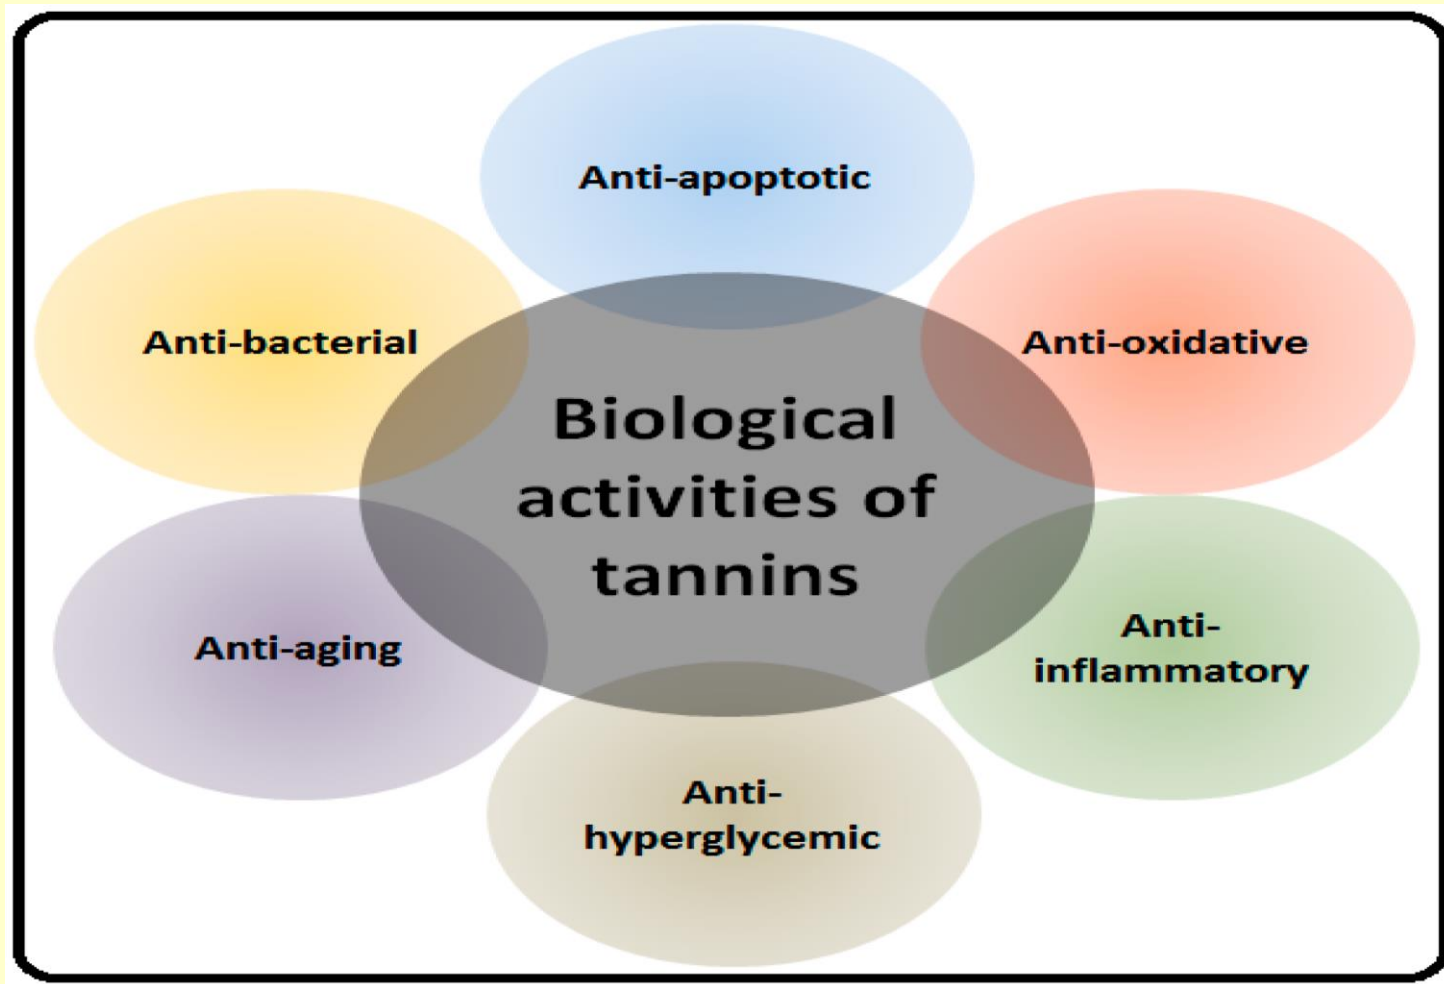 Anti-apoptotic
Anti-bacterial
Anti-oxidative
Biological
activities of
tannins
Anti-aging
Anti-
inflammatory
Anti-
hyperglycemic